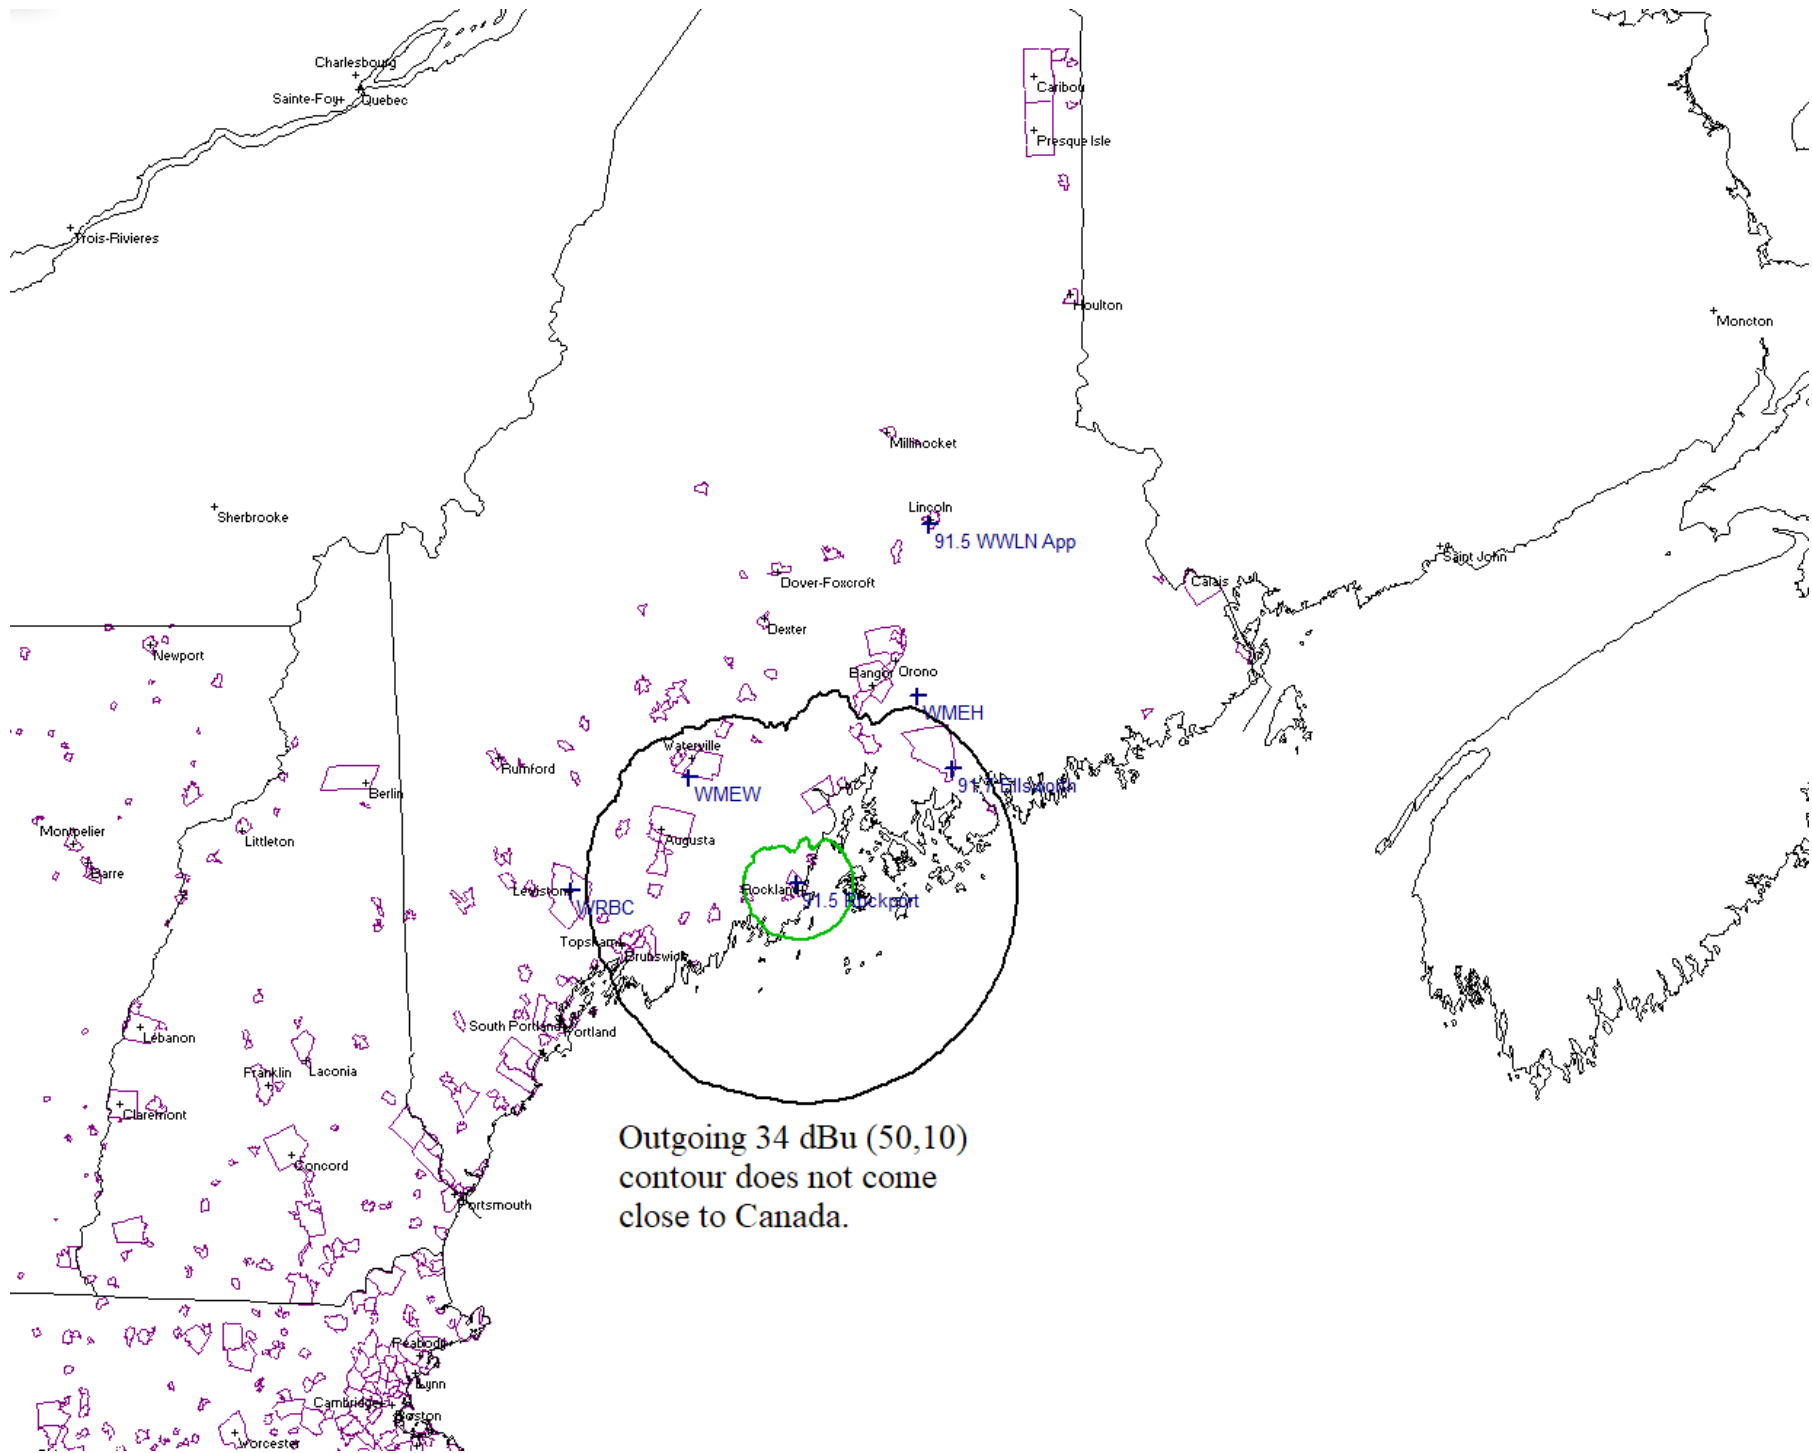 Charlesbourg
Sainte-Foy
Quebec
Caribou
Presque Isle
Trois-Rivieres
Houlton
Moncton
Millinocket
Sherbrooke
Lincoln
91.5 WWLN App
Saint John
Dover-Foxcroft
Calais
Dexter
Newport
Bangor
Orono
WMEH
Waterville
Rumford
91.7 Ellsworth
Berlin
WMEW
Montpelier
Littleton
Augusta
Barre
Lewiston
Rockland
91.5 Rockport
WRBC
Topsham
Brunswick
South Portland
Portland
Lebanon
Franklin
Laconia
Claremont
Outgoing 34 dBu (50,10)
contour does not come
close to Canada.
Concord
Portsmouth
Peabody
Lynn
Cambridge
Boston
Worcester